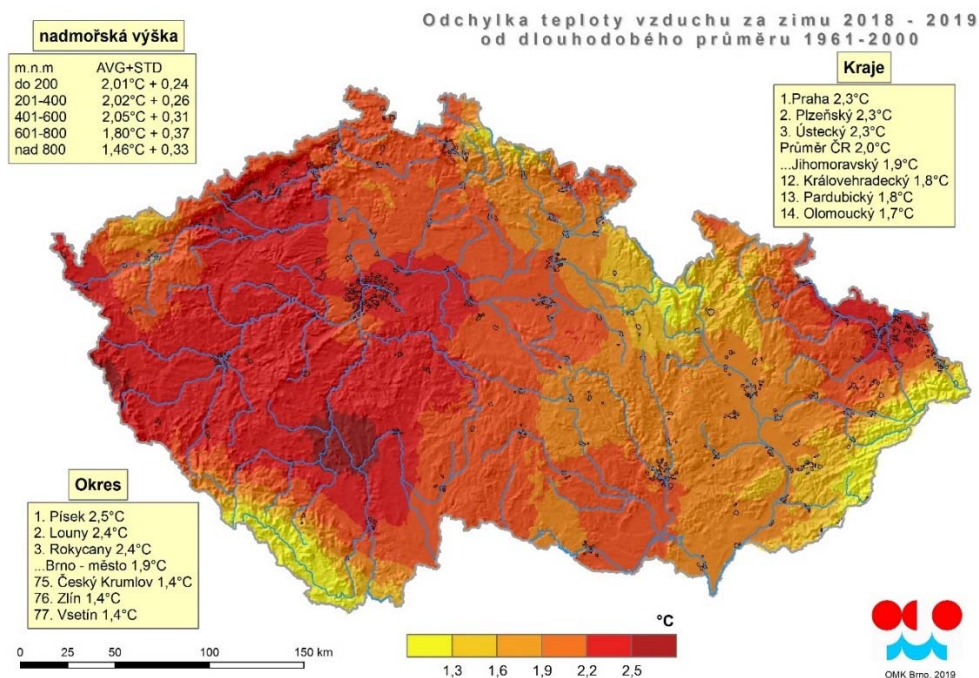 Odchylka teploty vzduchu za zimu 2018 - 2019
od dlouhodobého průměru 1961-2000
nadmořská výška
m.n.m AVG+STD
do 200 2,01°C + 0,24
201-400 2,02°C + 0,26
401-600 2,05°C + 0,31
601-800 1,80°C + 0,37
nad 800 1,46°C + 0,33
Kraje
1.Praha 2,3°C
2. Plzeňský 2,3°C
3. Ústecký 2,3°C
Průměr ČR 2,0°C
...Jihomoravský 1,9°C
12. Královehradecký 1,8°C
13. Pardubický 1,8°C
14. Olomoucký 1,7°C
Okres
1. Písek 2,5°C
2. Louny 2,4°C
3. Rokycany 2,4°C
...Brno - město 1,9°C
75. Český Krumlov 1,4°C
76. Zlín 1,4°C
77. Vsetín 1,4°C
0 25 50 100 150 km
°C
1,3 1,6 1,9 2,2 2,5
OMK Brno, 2019